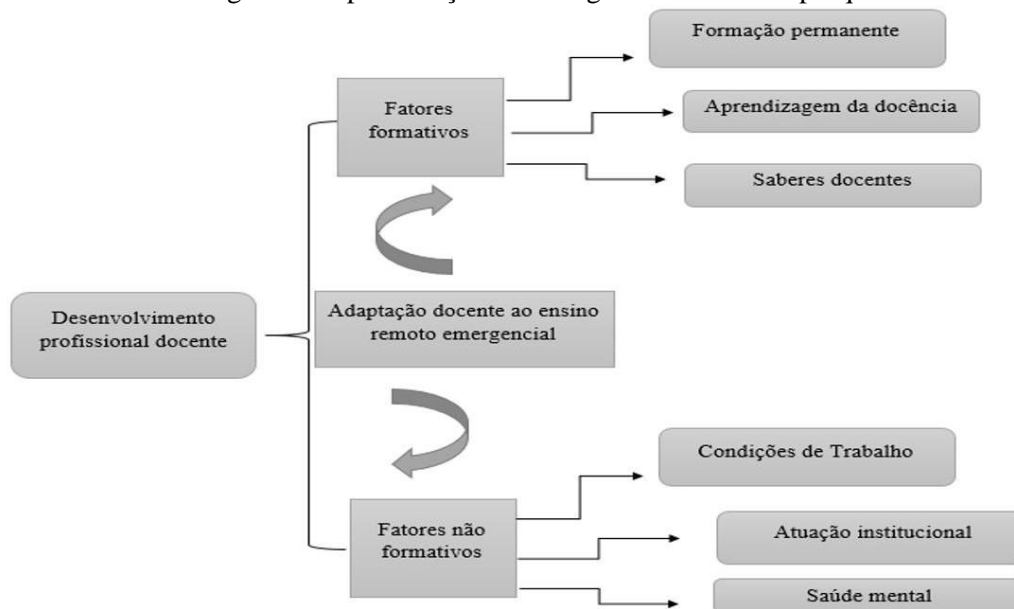 Formação permanente
Fatores
formativos
Aprendizagem da docência
Saberes docentes
Desenvolvimento
profissional docente
Adaptação docente ao ensino
remoto emergencial
Condições de Trabalho
Fatores não
formativos
Atuação institucional
Saúde mental